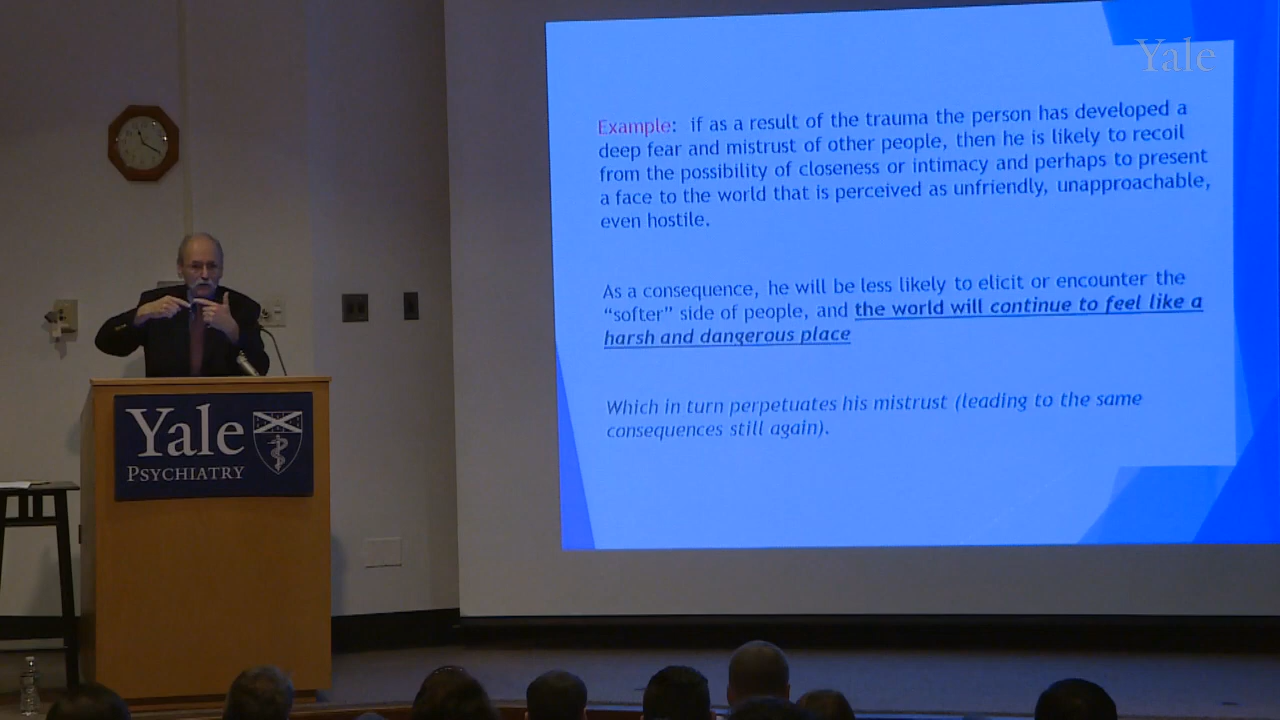 Yale
Example: if as a result of the trauma the person has developed a
deep fear and mistrust of other people, then he is likely to recoil
from the possibility of closeness or intimacy and perhaps to present
a face to the world that is perceived as unfriendly, unapproachable,
even hostile.
As a consequence, he will be less likely to elicit or encounter the
“softer” side of people, and the world will continue to feel like a
harsh and dangerous place
Which in turn perpetuates his mistrust (leading to the same
consequences still again).
Yale
PSYCHIATRY